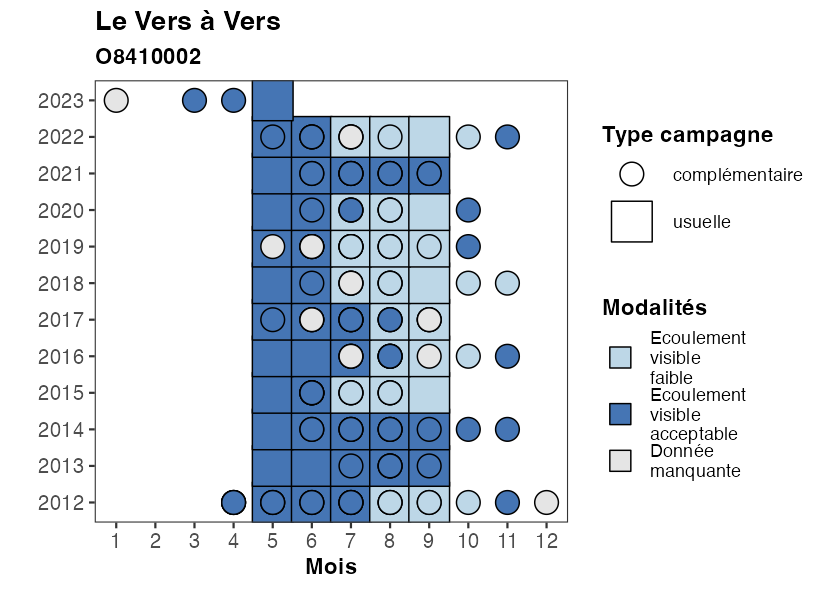 Le Vers à Vers
O8410002
2023
2022
2021
2020
2019
2018
2017
2016
2015
2014
2013
2012
1 2 3 4 5 6 7 8 9 10 11 12
Mois
Type campagne
complémentaire
usuelle
Modalités
Ecoulement
visible
faible
Ecoulement
visible
acceptable
Donnée
manquante